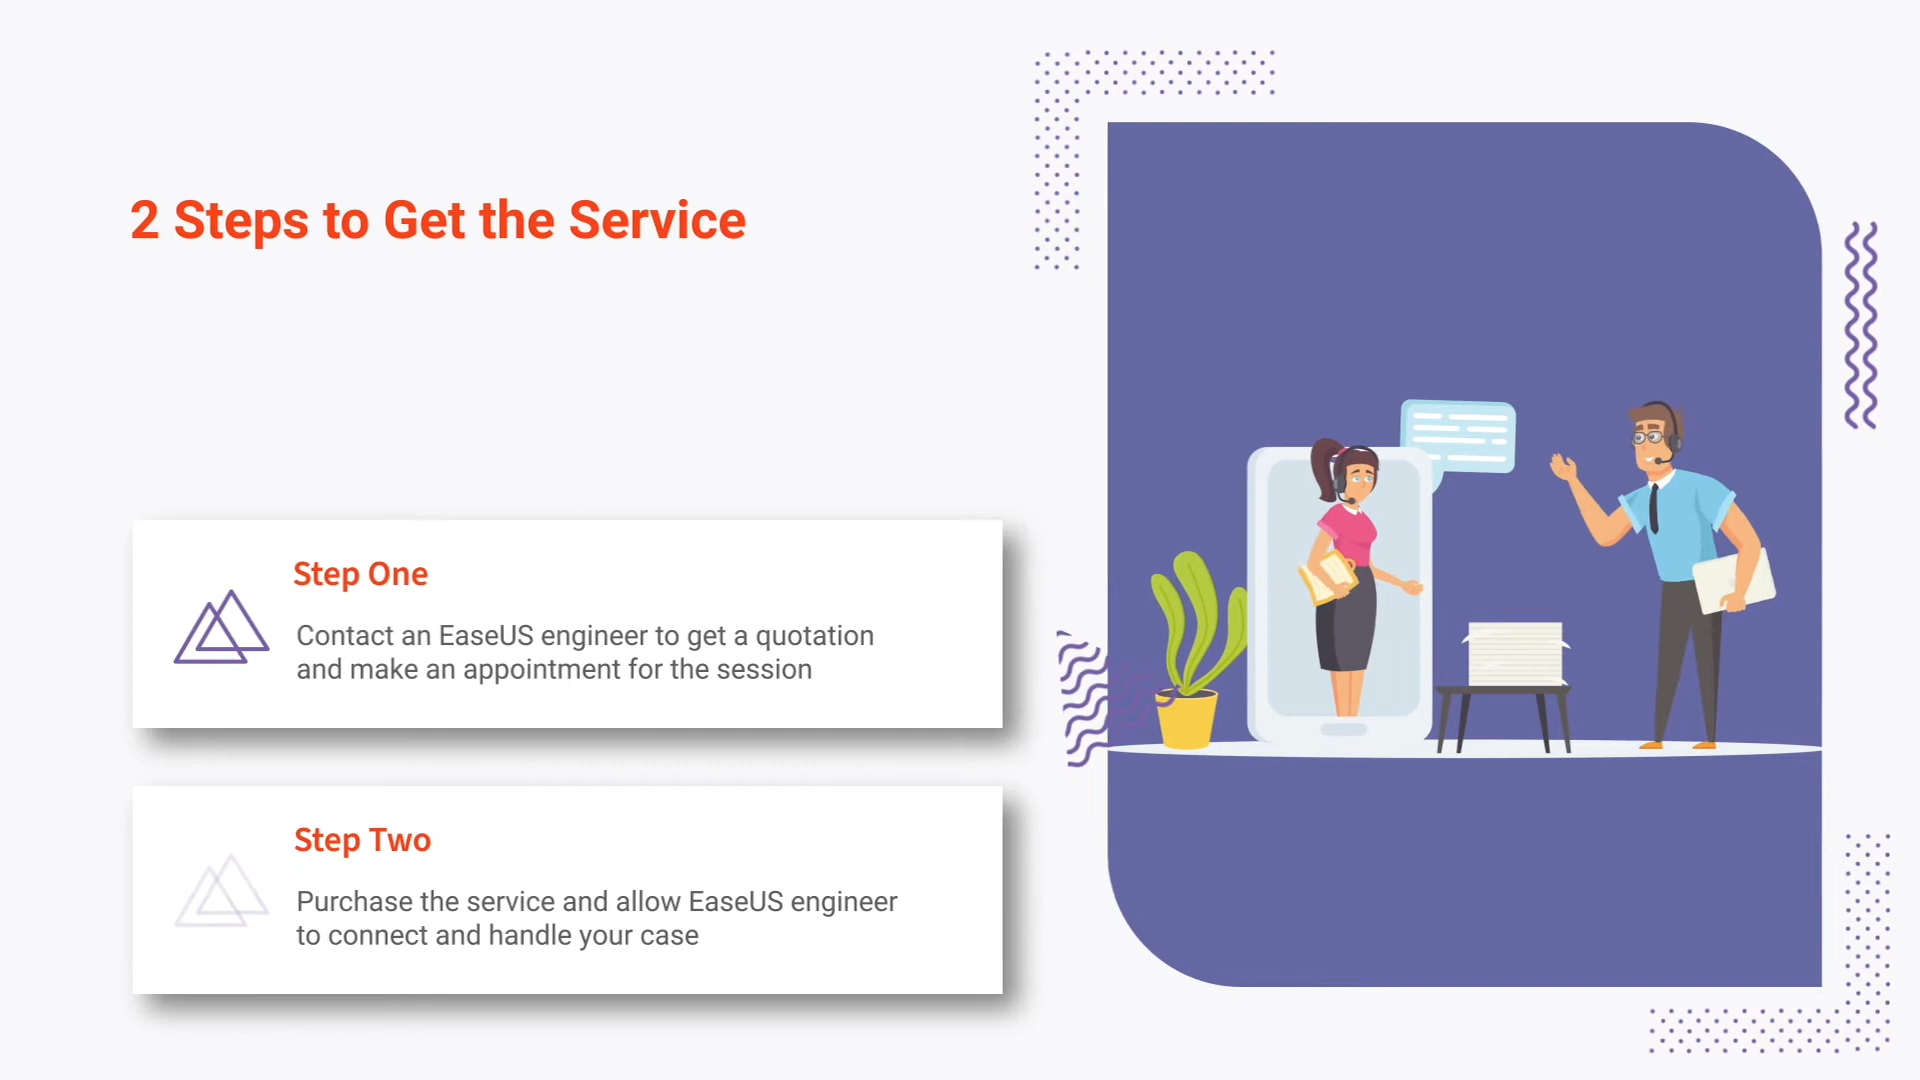 2 Steps to Get the Service
Step One
Contact an EaseUS engineer to get a quotation
and make an appointment for the session
Step Two
Purchase the service and allow EaseUS engineer
to connect and handle your case